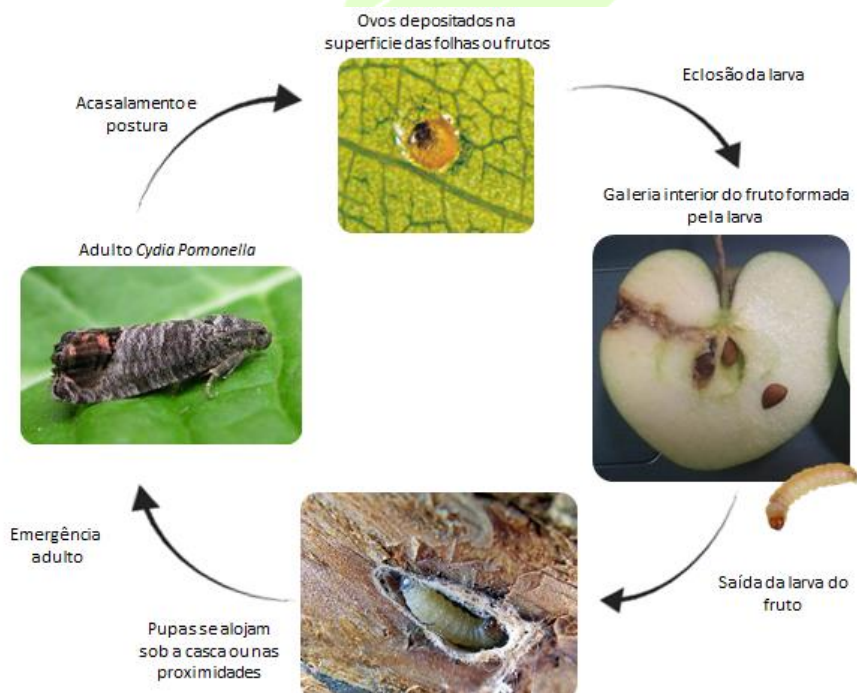 Ovos depositados na
superficie das folhas ou frutos
Eclosão da larva
Acasalamento e
postura
Galeria interior do fruto formada
pela larva
Adulto Cydia Pomonella
Saída da larva do
fruto
Emergência
adulto
Pupas se alojam
sob a casca ou nas
proximidades